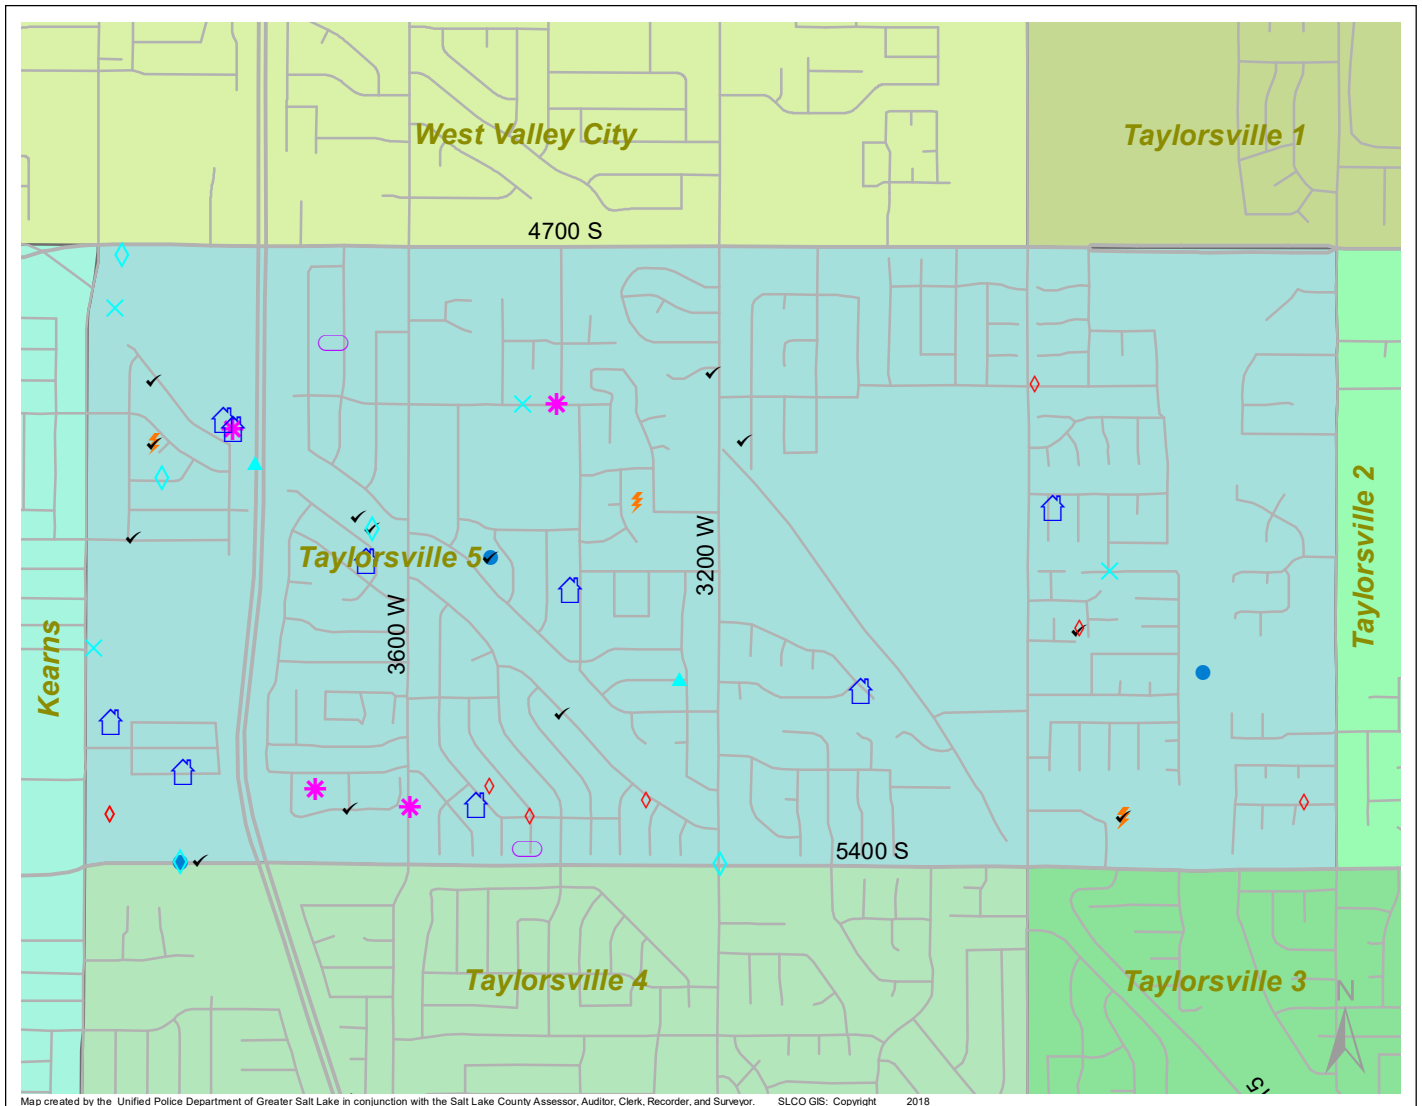 West Valley City
Taylorsville 1
4700 S
Taylorsville 2
3200 W
Taylorsville 5
3600 W
Kearns
5400 S
Taylorsville 4
Taylorsville 3
N
15
Map created by the Unified Police Department of Greater Salt Lake in conjunction with the Salt Lake County Assessor, Auditor, Clerk, Recorder, and Surveyor. SLCO GIS: Copyright 2018